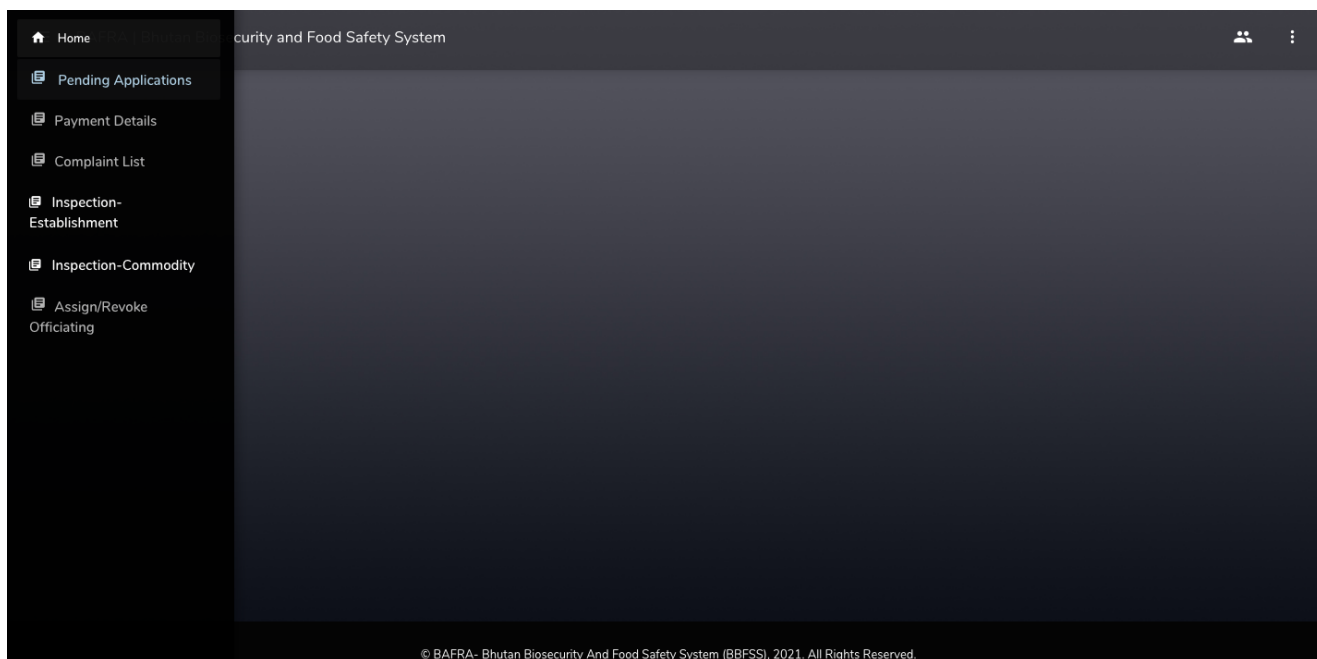 Home
curity and Food Safety System
Pending Applications
Payment Details
Complaint List
Inspection-
Establishment
Inspection-Commodity
Assign/Revoke
Officiating
© BAFRA- Bhutan Biosecurity And Food Safety System (BBFSS), 2021. All Rights Reserved.